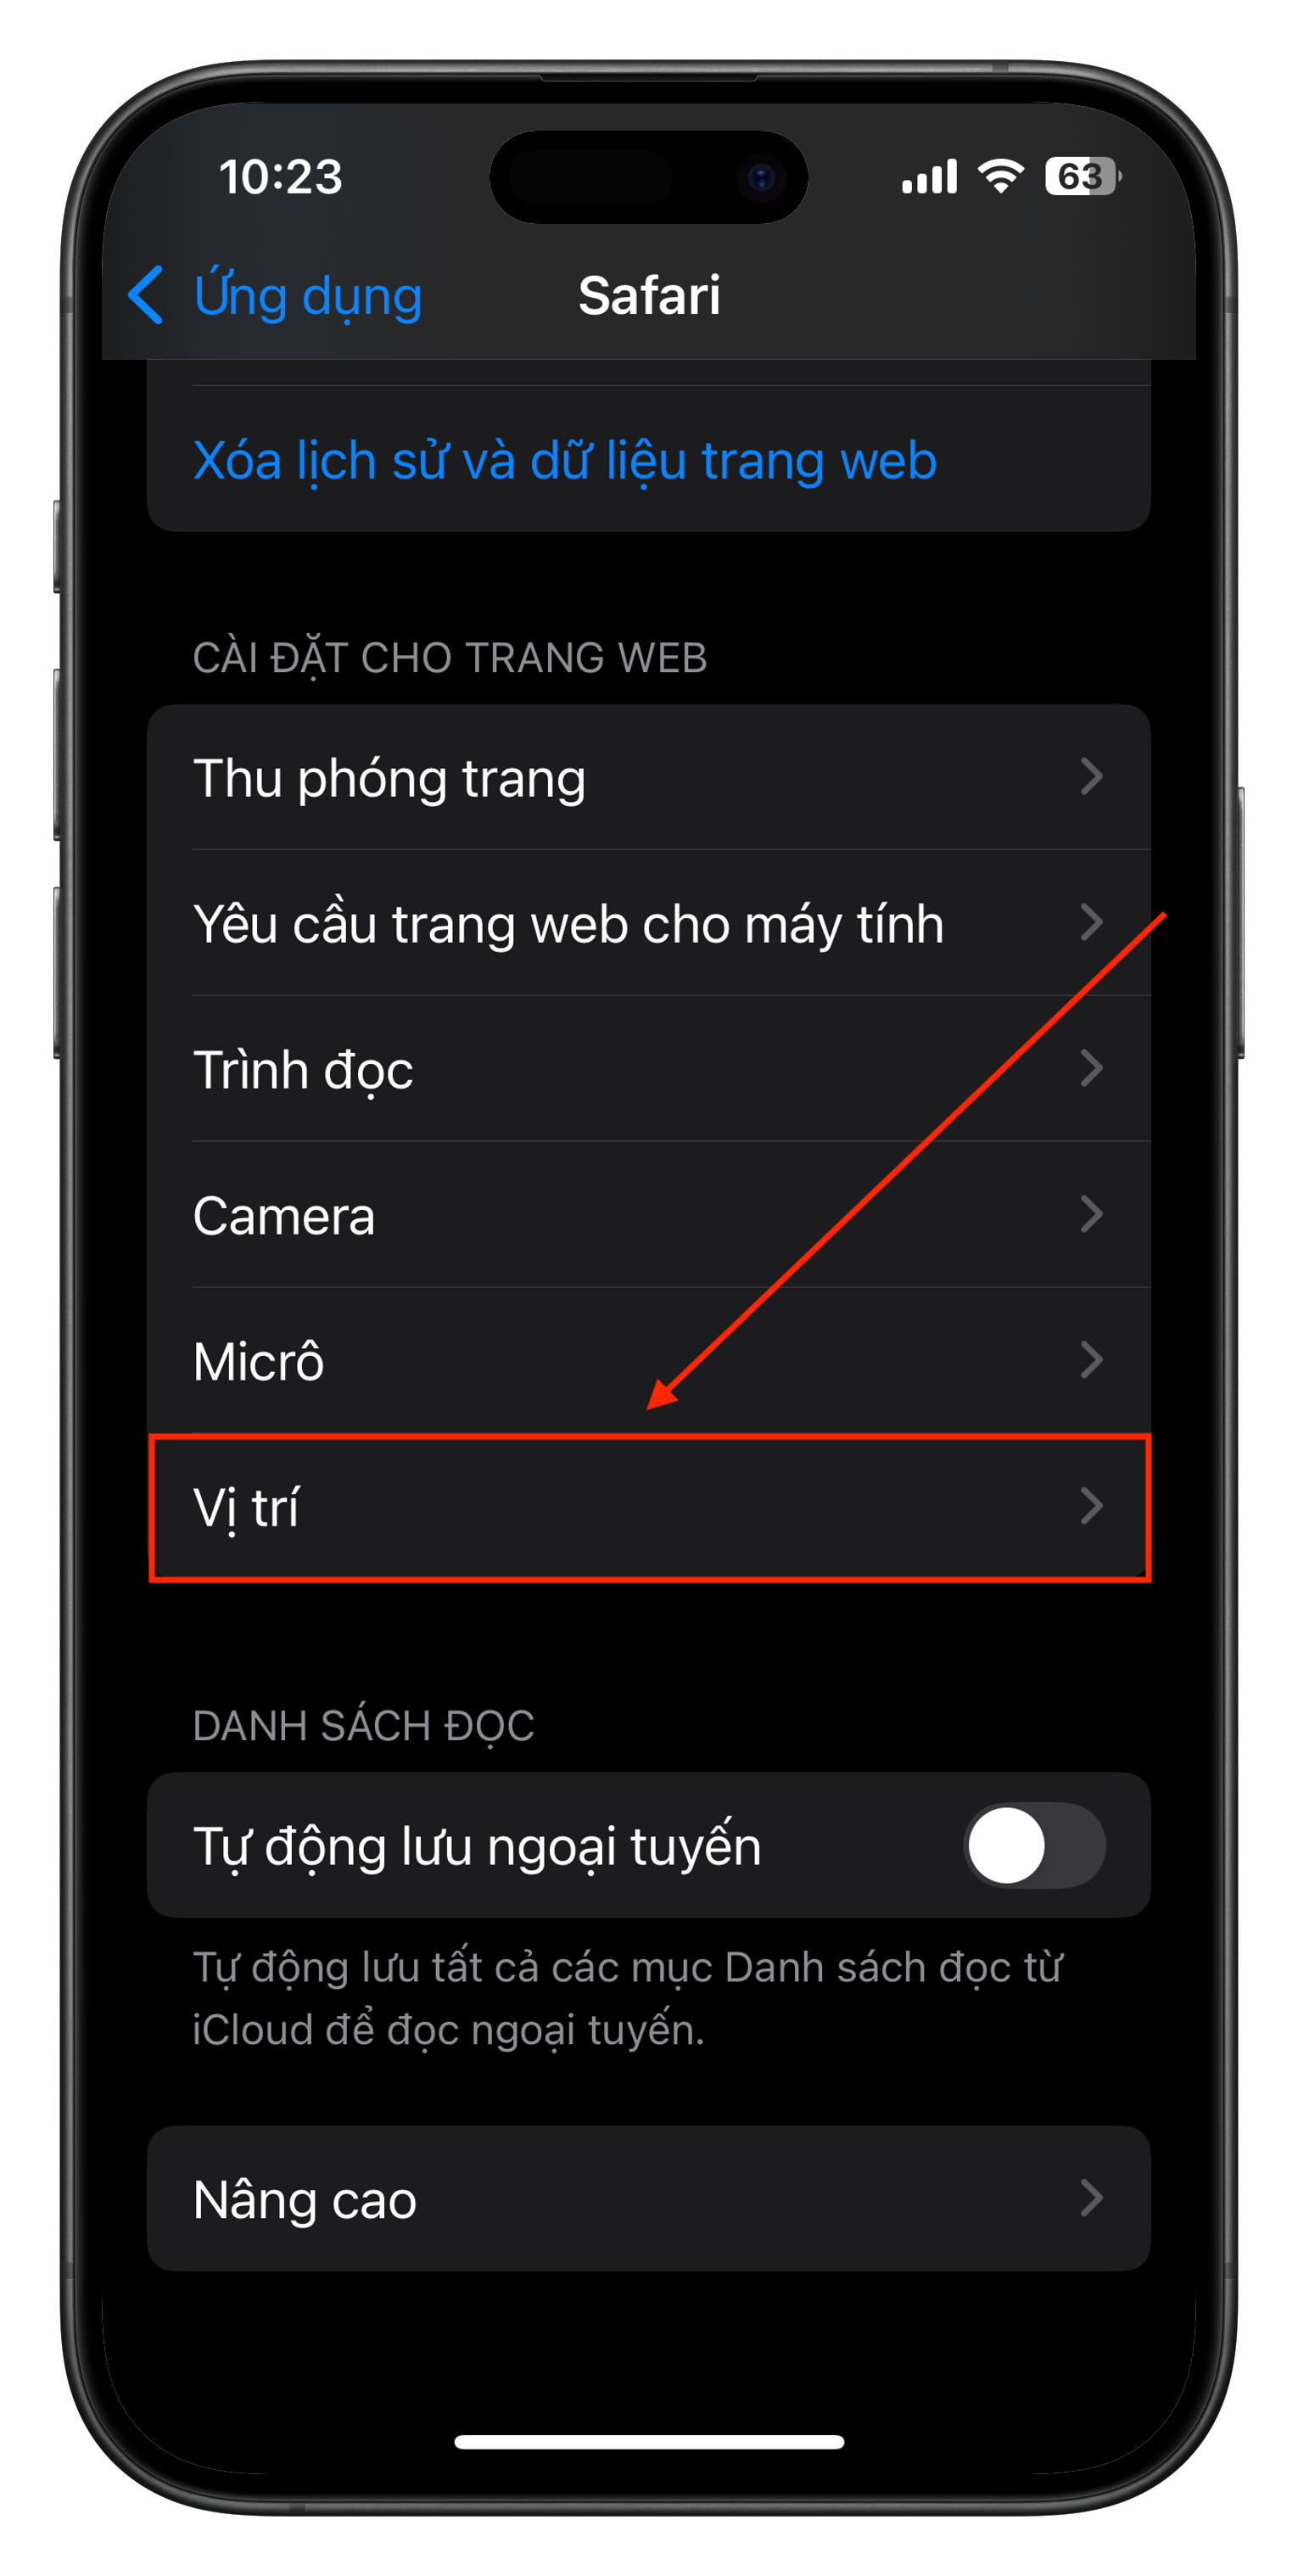 10:23
63
Ứng dụng
Safari
Xóa lịch sử và dữ liệu trang web
CÀI ĐẶT CHO TRANG WEB
Thu phóng trang
Yêu cầu trang web cho máy tính
Trình đọc
Camera
Micrô
Vị trí
DANH SÁCH ĐỌC
Tự động lưu ngoại tuyến
Tự động lưu tất cả các mục Danh sách đọc từ
iCloud để đọc ngoại tuyến.
Nâng cao